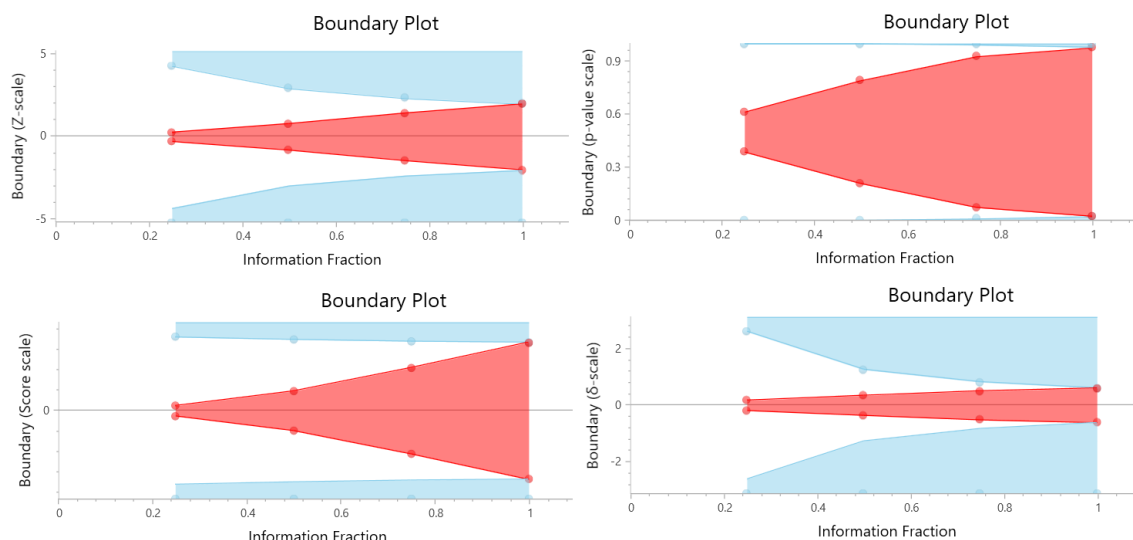 Boundary Plot
Boundary (Z-scale)
5
0
-5
0
0.2
0.4
0.6
0.8
1
Information Fraction
Boundary Plot
Boundary (p-value scale)
0.9
0.6
0.3
0
0
0.2
0.4
0.6
0.8
1
Information Fraction
Boundary Plot
Boundary (Score scale)
0
0
0.2
0.4
0.6
0.8
1
Information Fraction
Boundary Plot
Boundary (δ-scale)
2
0
-2
0
0.2
0.4
0.6
0.8
1
Information Fraction